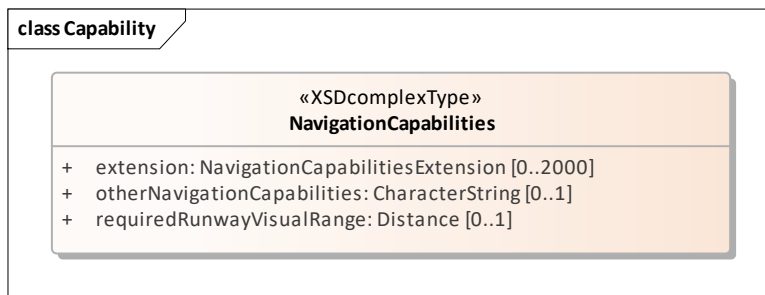 class Capability
«XSDcomplexType»
NavigationCapabilities
+ extension: NavigationCapabilitiesExtension [0..2000]
+ otherNavigationCapabilities: CharacterString [0..1]
+ requiredRunwayVisualRange: Distance [0..1]